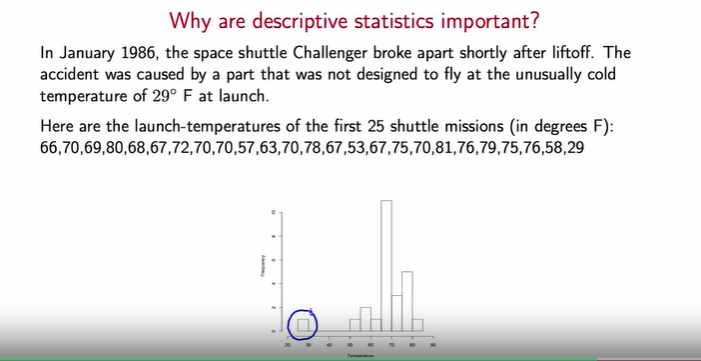 Why are descriptive statistics important?
In January 1986, the space shuttle Challenger broke apart shortly after liftoff. The
accident was caused by a part that was not designed to fly at the unusually cold
temperature of 29° F at launch.
Here are the launch-temperatures of the first 25 shuttle missions (in degrees F):
66,70,69,80,68,67,72,70,70,57,63,70,78,67,53,67,75,70,81,76,79,75,76,58,29
Frequency
20 30 40 50 60 70 80 90
Temperature